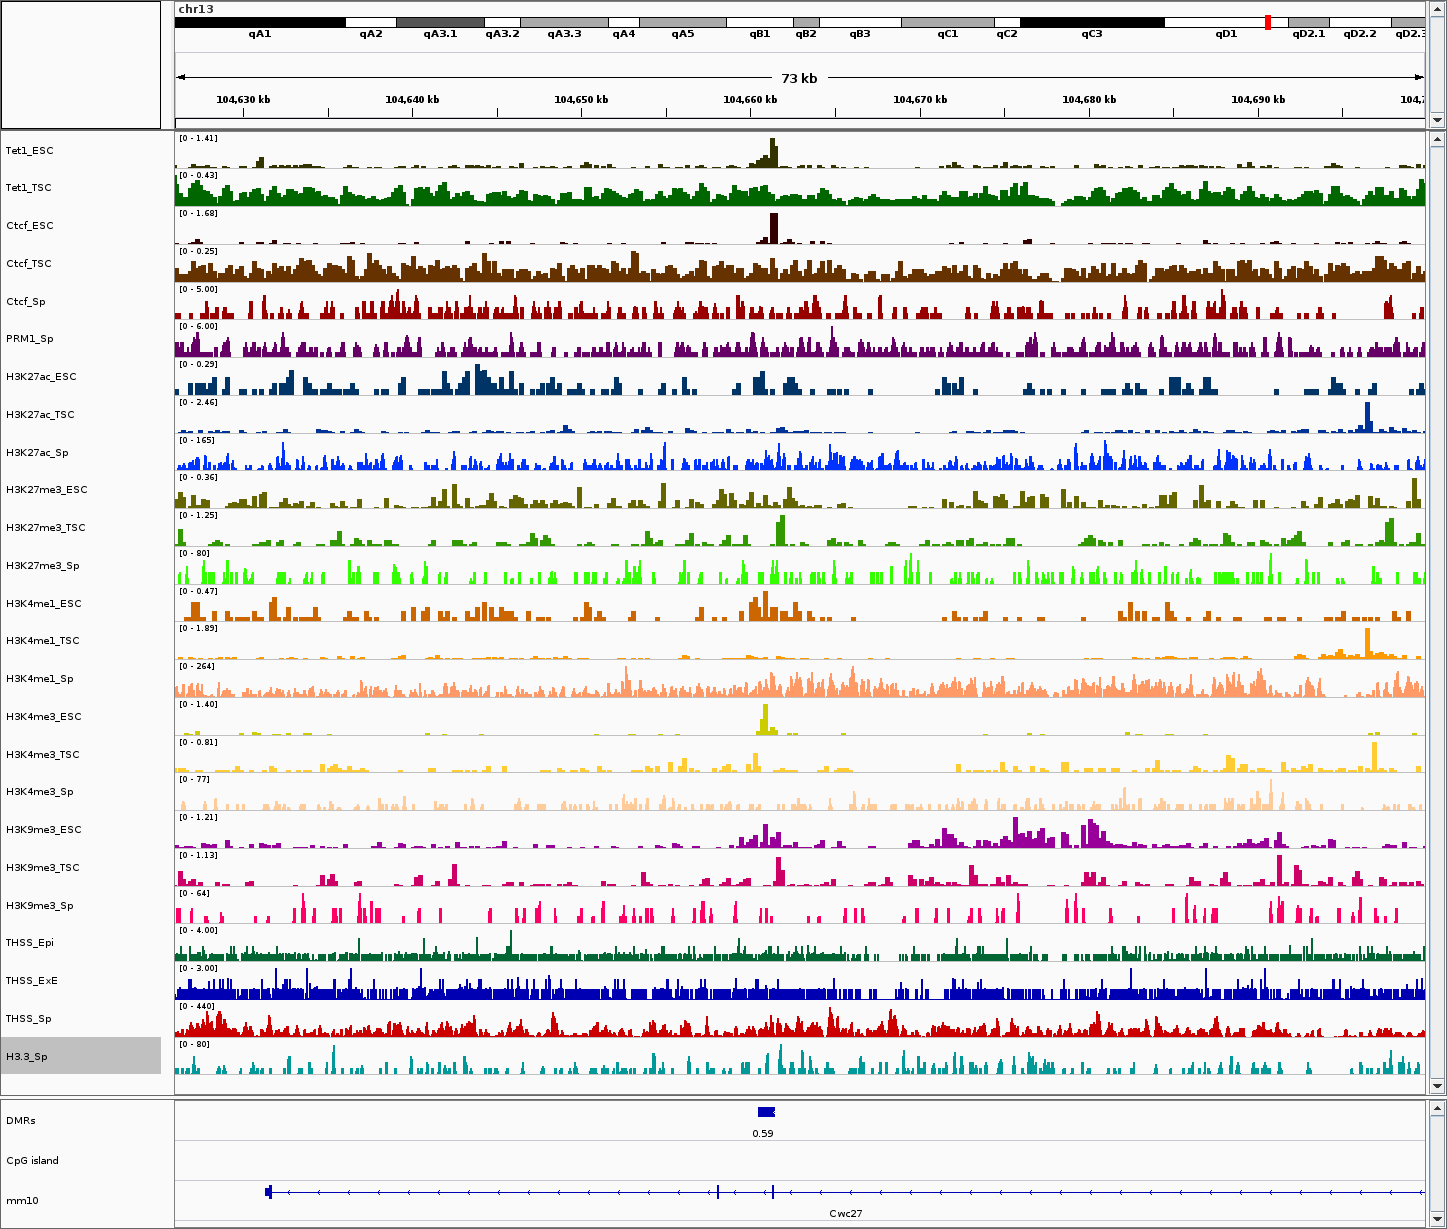 chr13
qA1 qA2 qA3.1 qA3.2 qA3.3 qA4 qA5 qB1 qB2 qB3 qC1 qC2 qC3 qD1 qD2.1 qD2.2 qD2.3
73 kb
104,630 kb 104,640 kb 104,650 kb 104,660 kb 104,670 kb 104,680 kb 104,690 kb 104,7
Tet1_ESC [0 - 1.41]
Tet1_TSC [0 - 0.43]
Ctcf_ESC [0 - 1.68]
Ctcf_TSC [0 - 0.25]
Ctcf_Sp [0 - 5.00]
PRM1_Sp [0 - 6.00]
H3K27ac_ESC [0 - 0.29]
H3K27ac_TSC [0 - 2.46]
H3K27ac_Sp [0 - 165]
H3K27me3_ESC [0 - 0.36]
H3K27me3_TSC [0 - 1.25]
H3K27me3_Sp [0 - 80]
H3K4me1_ESC [0 - 0.47]
H3K4me1_TSC [0 - 1.89]
H3K4me1_Sp [0 - 264]
H3K4me3_ESC [0 - 1.40]
H3K4me3_TSC [0 - 0.81]
H3K4me3_Sp [0 - 77]
H3K9me3_ESC [0 - 1.21]
H3K9me3_TSC [0 - 1.13]
H3K9me3_Sp [0 - 64]
THSS_Epi [0 - 4.00]
THSS_ExE [0 - 3.00]
THSS_Sp [0 - 440]
H3.3_Sp [0 - 80]
DMRs
0.59
CpG island
mm10
Cwc27